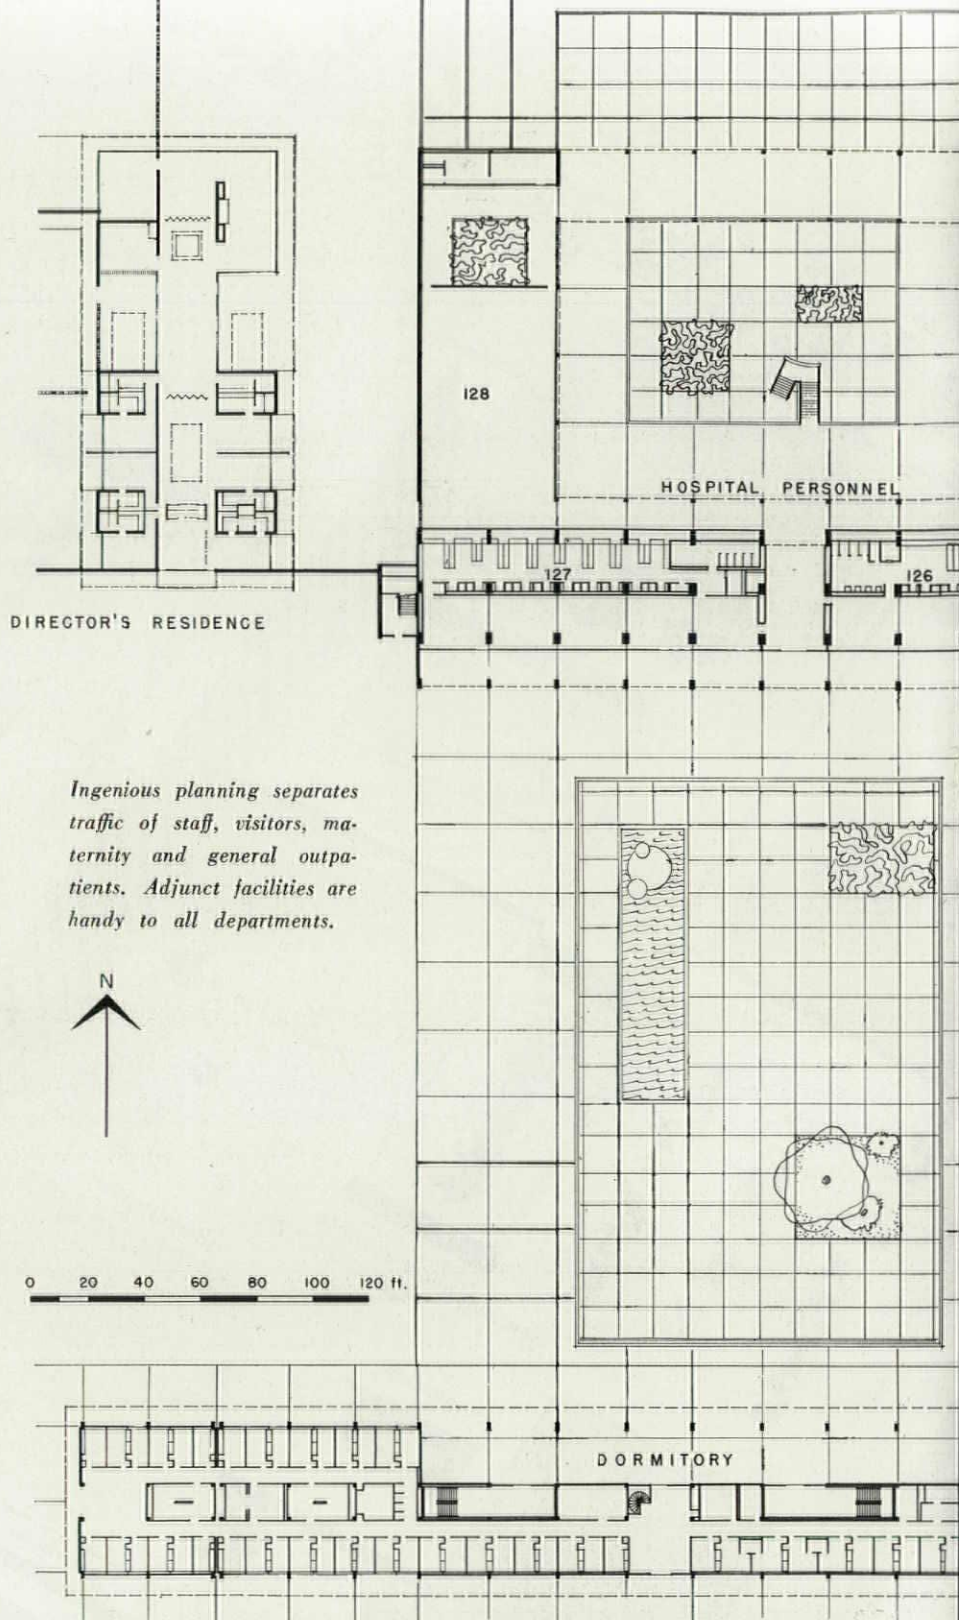 128
HOSPITAL PERSONNEL
127
126
DIRECTOR'S RESIDENCE
Ingenious planning separates
traffic of staff, visitors, ma-
ternity and general outpa-
tients. Adjunct facilities are
handy to all departments.
N
0 20 40 60 80 100 120 ft.
DORMITORY